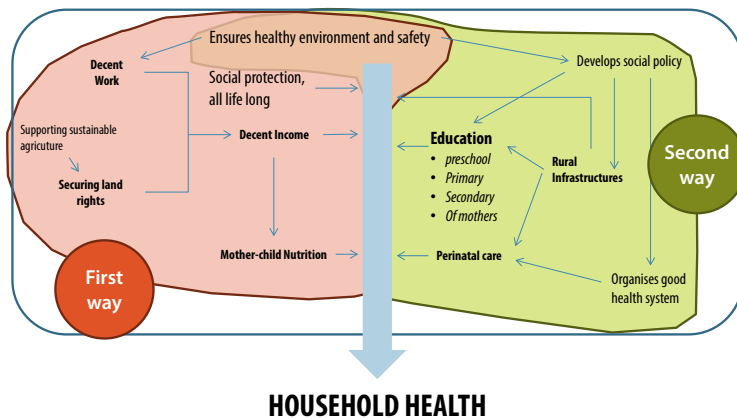 Ensures healthy environment and safety
Decent
Work
Develops social policy
Social protection,
all life long
Supporting sustainable
agricuture
Decent Income
Education
• preschool
• Primary
• Secondary
• Of mothers
Rural
Infrastructures
Second
way
Securing land
rights
Mother-child Nutrition
Perinatal care
First
way
Organises good
health system
HOUSEHOLD HEALTH